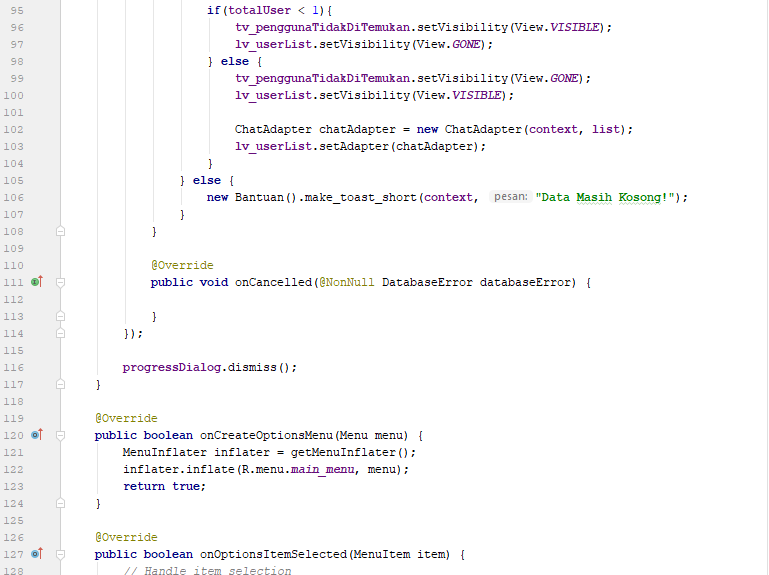 95 if(totalUser < 1){
96 tv_penggunaTidakDiTemukan.setVisibility(View.VISIBLE);
97 lv_userList.setVisibility(View.GONE);
98 } else {
99 tv_penggunaTidakDiTemukan.setVisibility(View.GONE);
100 lv_userList.setVisibility(View.VISIBLE);
101
102 ChatAdapter chatAdapter = new ChatAdapter(context, list);
103 lv_userList.setAdapter(chatAdapter);
104 }
105 } else {
106 new Bantuan().make_toast_short(context, pesan: "Data Masih Kosong!");
107 }
108 }
109
110 @Override
111 public void onCancelled(@NonNull DatabaseError databaseError) {
112
113 }
114 });
115
116 progressDialog.dismiss();
117 }
118
119 @Override
120 public boolean onCreateOptionsMenu(Menu menu) {
121 MenuInflater inflater = getMenuInflater();
122 inflater.inflate(R.menu.main_menu, menu);
123 return true;
124 }
125
126 @Override
127 public boolean onOptionsItemSelected(MenuItem item) {
128 // Handle item selection